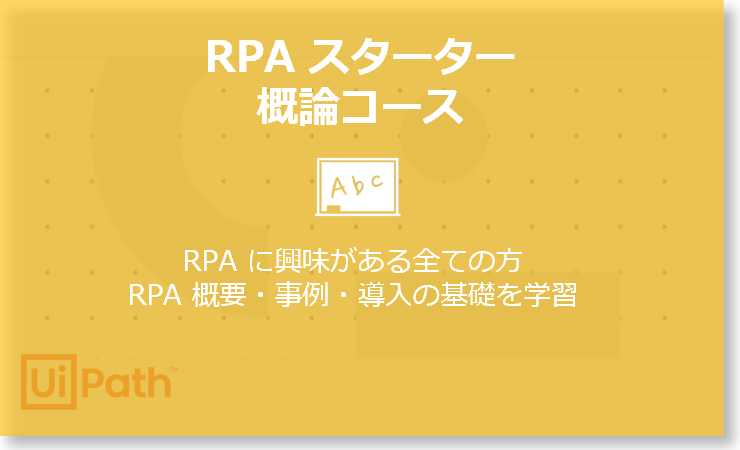 RPA スターター
概論コース
Abc
RPA に興味がある全ての方
RPA 概要・事例・導入の基礎を学習
UiPath™